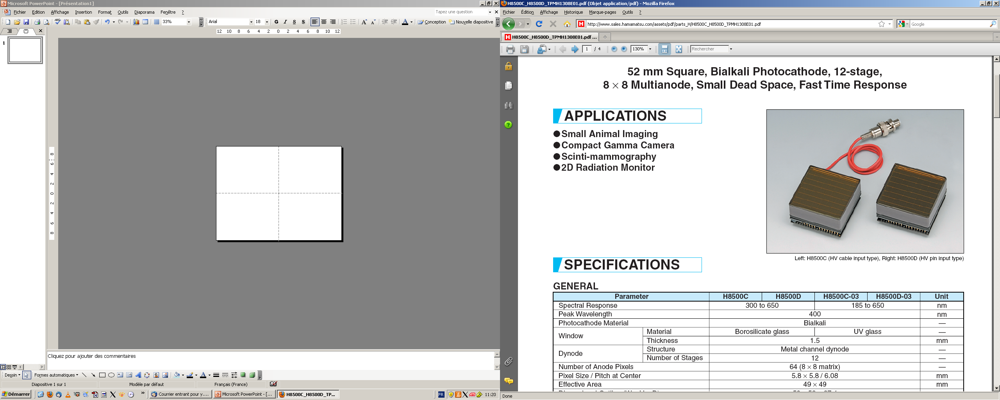 Microsoft PowerPoint - [Présentation1]
Fichier Edition Affichage Insertion Format Outils Diaporama Fenêtre ?
Tapez une question
33% Arial 18 G I S S Conception Nouvelle diapositive
12 10 8 6 4 2 0 2 4 6 8 10 12
1
8 6 4 2 0 2 4 6 8
Cliquez pour ajouter des commentaires
Dessin Formes automatiques
Diapositive 1 sur 1 Modèle par défaut Français (France)
Démarrer
Courrier entrant pour y....
Microsoft PowerPoint - [...
H8500C_H8500D_TP...
FR
11:20
H8500C_H8500D_TPMH1308E01.pdf (Objet application/pdf) - Mozilla Firefox
Fichier Édition Affichage Historique Marque-pages Outils ?
http://www.sales.hamamatsu.com/assets/pdf/parts_H/H8500C_H8500D_TPMH1308E01.pdf
Google
H8500C_H8500D_TPMH1308E01.pdf ...
1 / 4 130% Rechercher
52 mm Square, Bialkali Photocathode, 12-stage,
8 × 8 Multianode, Small Dead Space, Fast Time Response
APPLICATIONS
●Small Animal Imaging
●Compact Gamma Camera
●Scinti-mammography
●2D Radiation Monitor
Left: H8500C (HV cable input type), Right: H8500D (HV pin input type)
SPECIFICATIONS
GENERAL
Parameter H8500C H8500D H8500C-03 H8500D-03 Unit
Spectral Response 300 to 650 185 to 650 nm
Peak Wavelength 400 nm
Photocathode Material Bialkali —
Window Material Borosilicate glass UV glass —
Thickness 1.5 mm
Dynode Structure Metal channel dynode —
Number of Stages 12 —
Number of Anode Pixels 64 (8 × 8 matrix) —
Pixel Size / Pitch at Center 5.8 × 5.8 / 6.08 mm
Effective Area 49 × 49 mm
Done